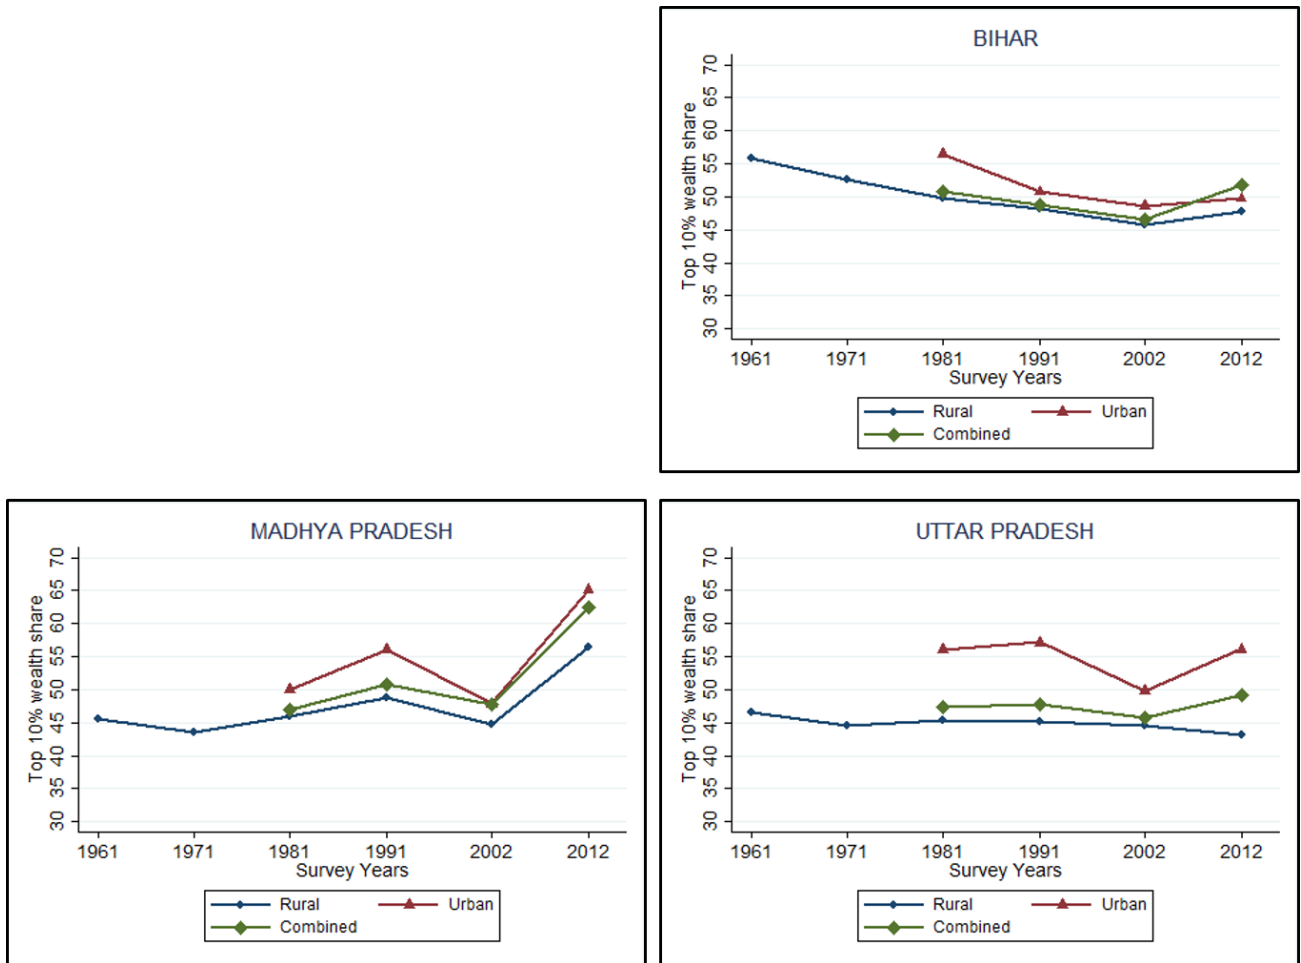 BIHAR
Top 10% wealth share
70
65
60
55
50
45
40
35
30
1961 1971 1981 1991 2002 2012
Survey Years
Rural Urban
Combined
MADHYA PRADESH
Top 10% wealth share
70
65
60
55
50
45
40
35
30
1961 1971 1981 1991 2002 2012
Survey Years
Rural Urban
Combined
UTTAR PRADESH
Top 10% wealth share
70
65
60
55
50
45
40
35
30
1961 1971 1981 1991 2002 2012
Survey Years
Rural Urban
Combined